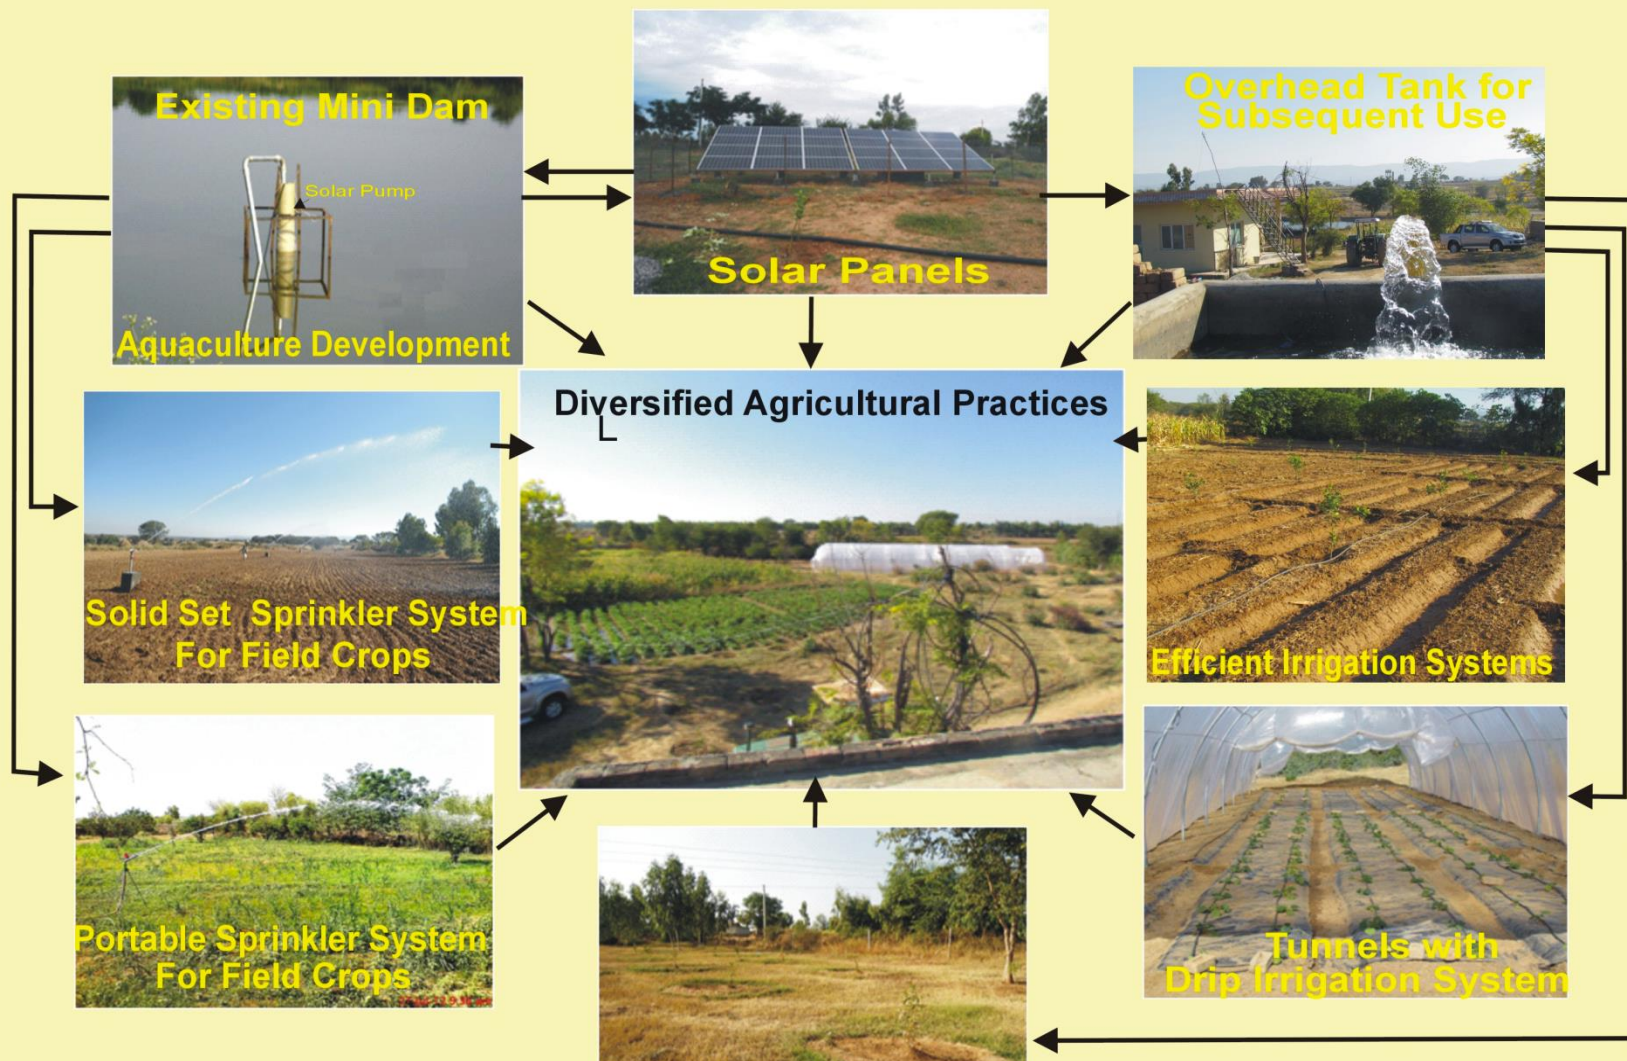 Existing Mini Dam
Solar Pump
Aquaculture Development
Solar Panels
Overhead Tank for
Subsequent Use
Diversified Agricultural Practices
Solid Set Sprinkler System
For Field Crops
Efficient Irrigation Systems
Portable Sprinkler System
For Field Crops
Tunnels with
Drip Irrigation System